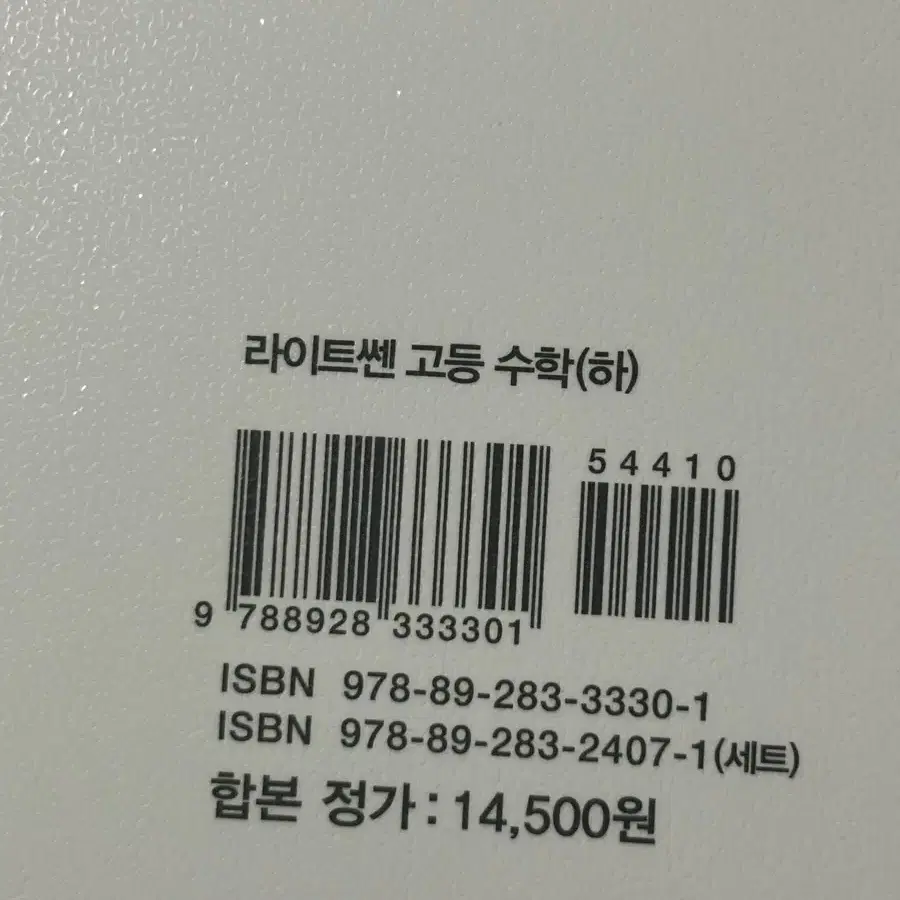 라이트쎈 고등 수학(하)
54410
9 788928 333301
ISBN 978-89-283-3330-1
ISBN 978-89-283-2407-1(세트)
합본 정가 : 14,500원